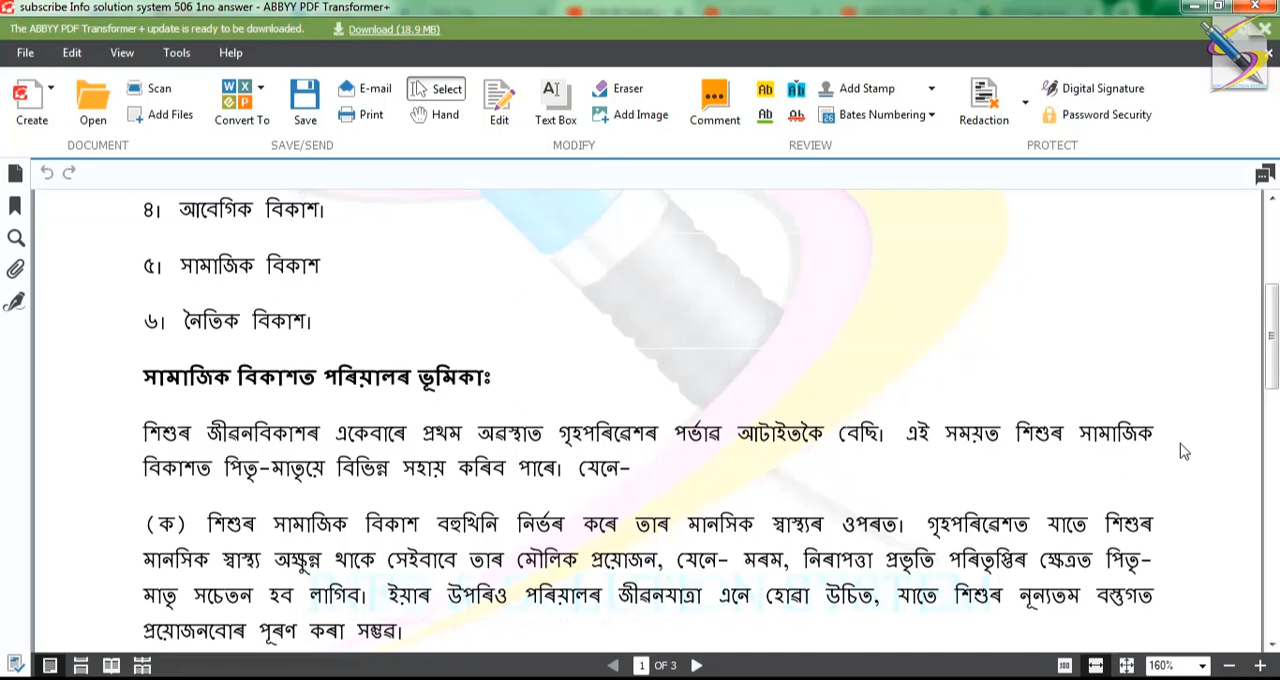 subscribe Info solution system 506 1no answer - ABBYY PDF Transformer+
The ABBYY PDF Transformer+ update is ready to be downloaded. Download (18.9 MB)
File Edit View Tools Help
Create Open Scan Add Files Convert To Save E-mail Print Select Hand Edit Text Box Eraser Add Image Comment Add Stamp Bates Numbering Redaction Digital Signature Password Security
DOCUMENT SAVE/SEND MODIFY REVIEW PROTECT
৪। আবেগিক বিকাশ।
৫। সামাজিক বিকাশ
৬। নৈতিক বিকাশ।
সামাজিক বিকাশত পৰিয়ালৰ ভূমিকাঃ
শিশুৰ জীৱনবিকাশৰ একেবাৰে প্ৰথম অৱস্থাত গৃহপৰিৱেশৰ পৰ্ভাৱ আটাইতকৈ বেছি। এই সময়ত শিশুৰ সামাজিক
বিকাশত পিতৃ-মাতৃয়ে বিভিন্ন সহায় কৰিব পাৰে। যেনে-
(ক) শিশুৰ সামাজিক বিকাশ বহুখিনি নিৰ্ভৰ কৰে তাৰ মানসিক স্বাস্থ্যৰ ওপৰত। গৃহপৰিৱেশত যাতে শিশুৰ
মানসিক স্বাস্থ্য অক্ষুন্ন থাকে সেইবাবে তাৰ মৌলিক প্ৰয়োজন, যেনে- মৰম, নিৰাপত্তা প্ৰভৃতি পৰিতৃপ্তিৰ ক্ষেত্ৰত পিতৃ-
মাতৃ সচেতন হব লাগিব। ইয়াৰ উপৰিও পৰিয়ালৰ জীৱনযাত্ৰা এনে হোৱা উচিত, যাতে শিশুৰ নূন্যতম বস্তুগত
প্ৰয়োজনবোৰ পূৰণ কৰা সম্ভৱ।
1 OF 3 160%